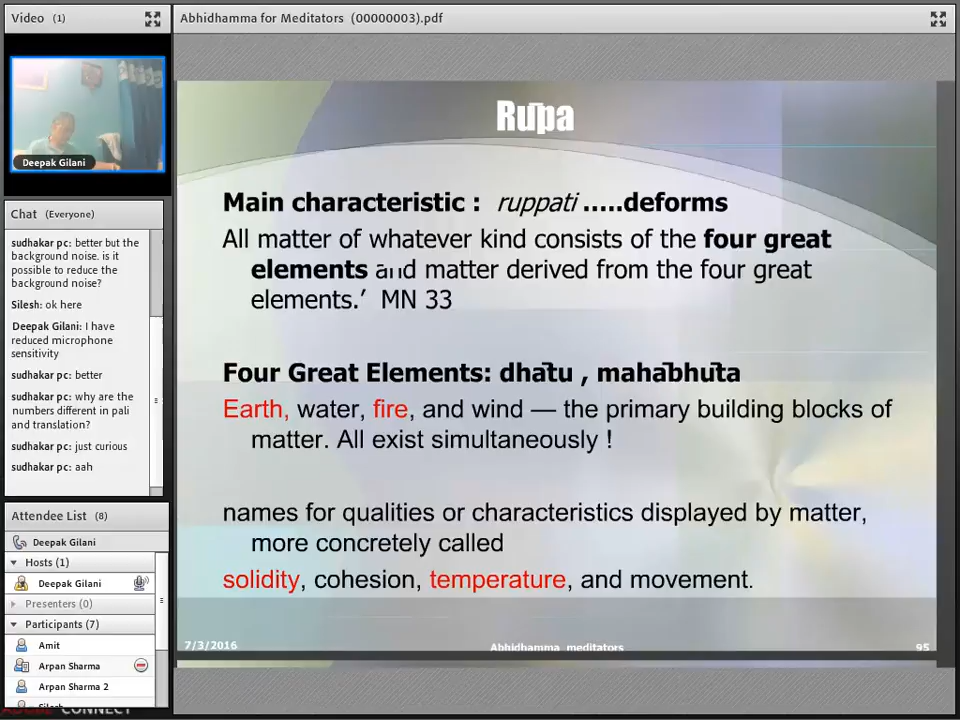 Video (1)
Deepak Gilani
Chat (Everyone)
sudhakar pc: better but the
background noise. is it
possible to reduce the
background noise?
Silesh: ok here
Deepak Gilani: I have
reduced microphone
sensitivity
sudhakar pc: better
sudhakar pc: why are the
numbers different in pali
and translation?
sudhakar pc: just curious
sudhakar pc: aah
Attendee List (8)
Deepak Gilani
Hosts (1)
Deepak Gilani
Presenters (0)
Participants (7)
Amit
Arpan Sharma
Arpan Sharma 2
Silesh
CONNECT
Abhidhamma for Meditators (00000003).pdf
Rūpa
Main characteristic : ruppati .....deforms
All matter of whatever kind consists of the four great
elements and matter derived from the four great
elements.’ MN 33
Four Great Elements: dhātu , mahābhūta
Earth, water, fire, and wind — the primary building blocks of
matter. All exist simultaneously !
names for qualities or characteristics displayed by matter,
more concretely called
solidity, cohesion, temperature, and movement.
7/3/2016
Abhidhamma meditators
95